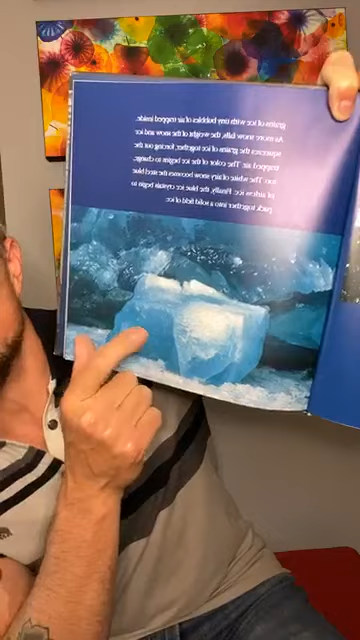 grains of ice with tiny bubbles of air trapped inside.
As more snow falls, the weight of the snow and ice
squeezes the grains of ice together, forcing out the
trapped air. The color of the ice begins to change,
too. The white of airy snow becomes the steel blue
of airless ice. Finally, the blue ice crystals begin to
pack together into a solid field of ice.